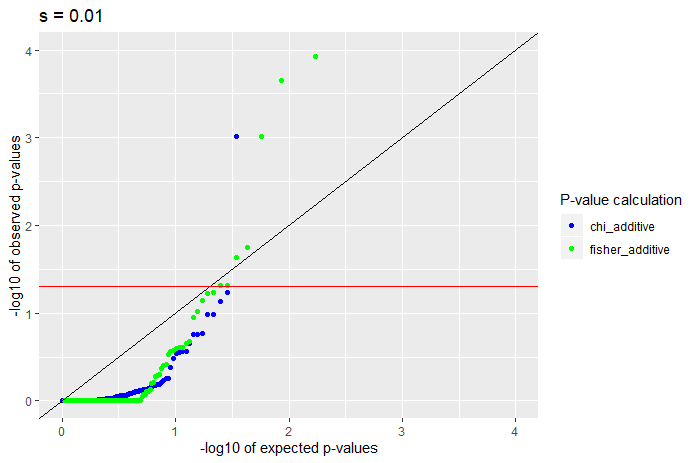 s = 0.01
4
3
2
1
0
-log10 of observed p-values
0
1
2
3
4
-log10 of expected p-values
P-value calculation
chi_additive
fisher_additive